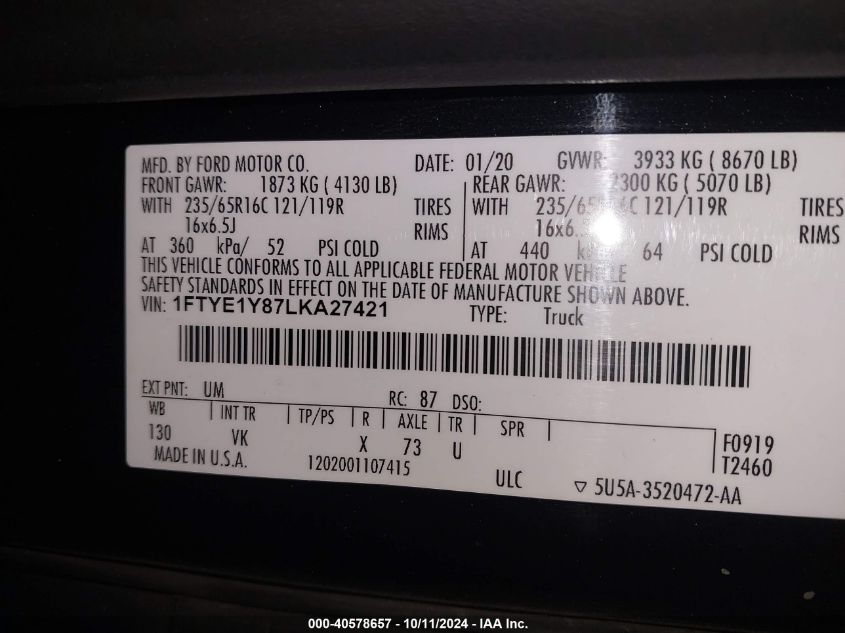 MFD. BY FORD MOTOR CO. DATE: 01/20 GVWR: 3933 KG ( 8670 LB)
FRONT GAWR: 1873 KG ( 4130 LB) REAR GAWR: 2300 KG ( 5070 LB)
WITH 235/65R16C 121/119R TIRES WITH 235/65R16C 121/119R TIRES
16x6.5J RIMS 16x6.5J RIMS
AT 360 kPa/ 52 PSI COLD AT 440 kPa/ 64 PSI COLD
THIS VEHICLE CONFORMS TO ALL APPLICABLE FEDERAL MOTOR VEHICLE
SAFETY STANDARDS IN EFFECT ON THE DATE OF MANUFACTURE SHOWN ABOVE.
VIN: 1FTYE1Y87LKA27421 TYPE: Truck
EXT PNT: UM RC: 87 DSO:
WB INT TR TP/PS R AXLE TR SPR F0919
130 VK X 73 U T2460
MADE IN U.S.A. 1202001107415 ULC ▽ 5U5A-3520472-AA
000-40578657 - 10/11/2024 - IAA Inc.